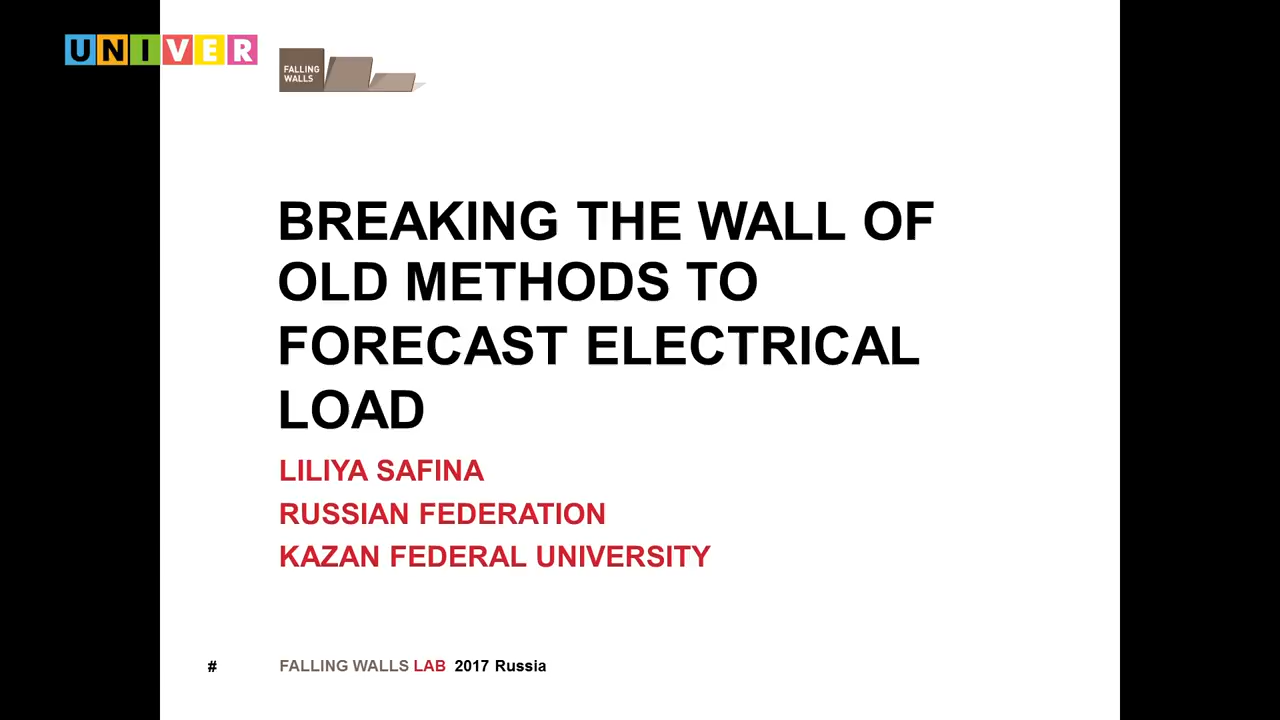 UNIVER
FALLING
WALLS
BREAKING THE WALL OF
OLD METHODS TO
FORECAST ELECTRICAL
LOAD
LILIYA SAFINA
RUSSIAN FEDERATION
KAZAN FEDERAL UNIVERSITY
# FALLING WALLS LAB 2017 Russia